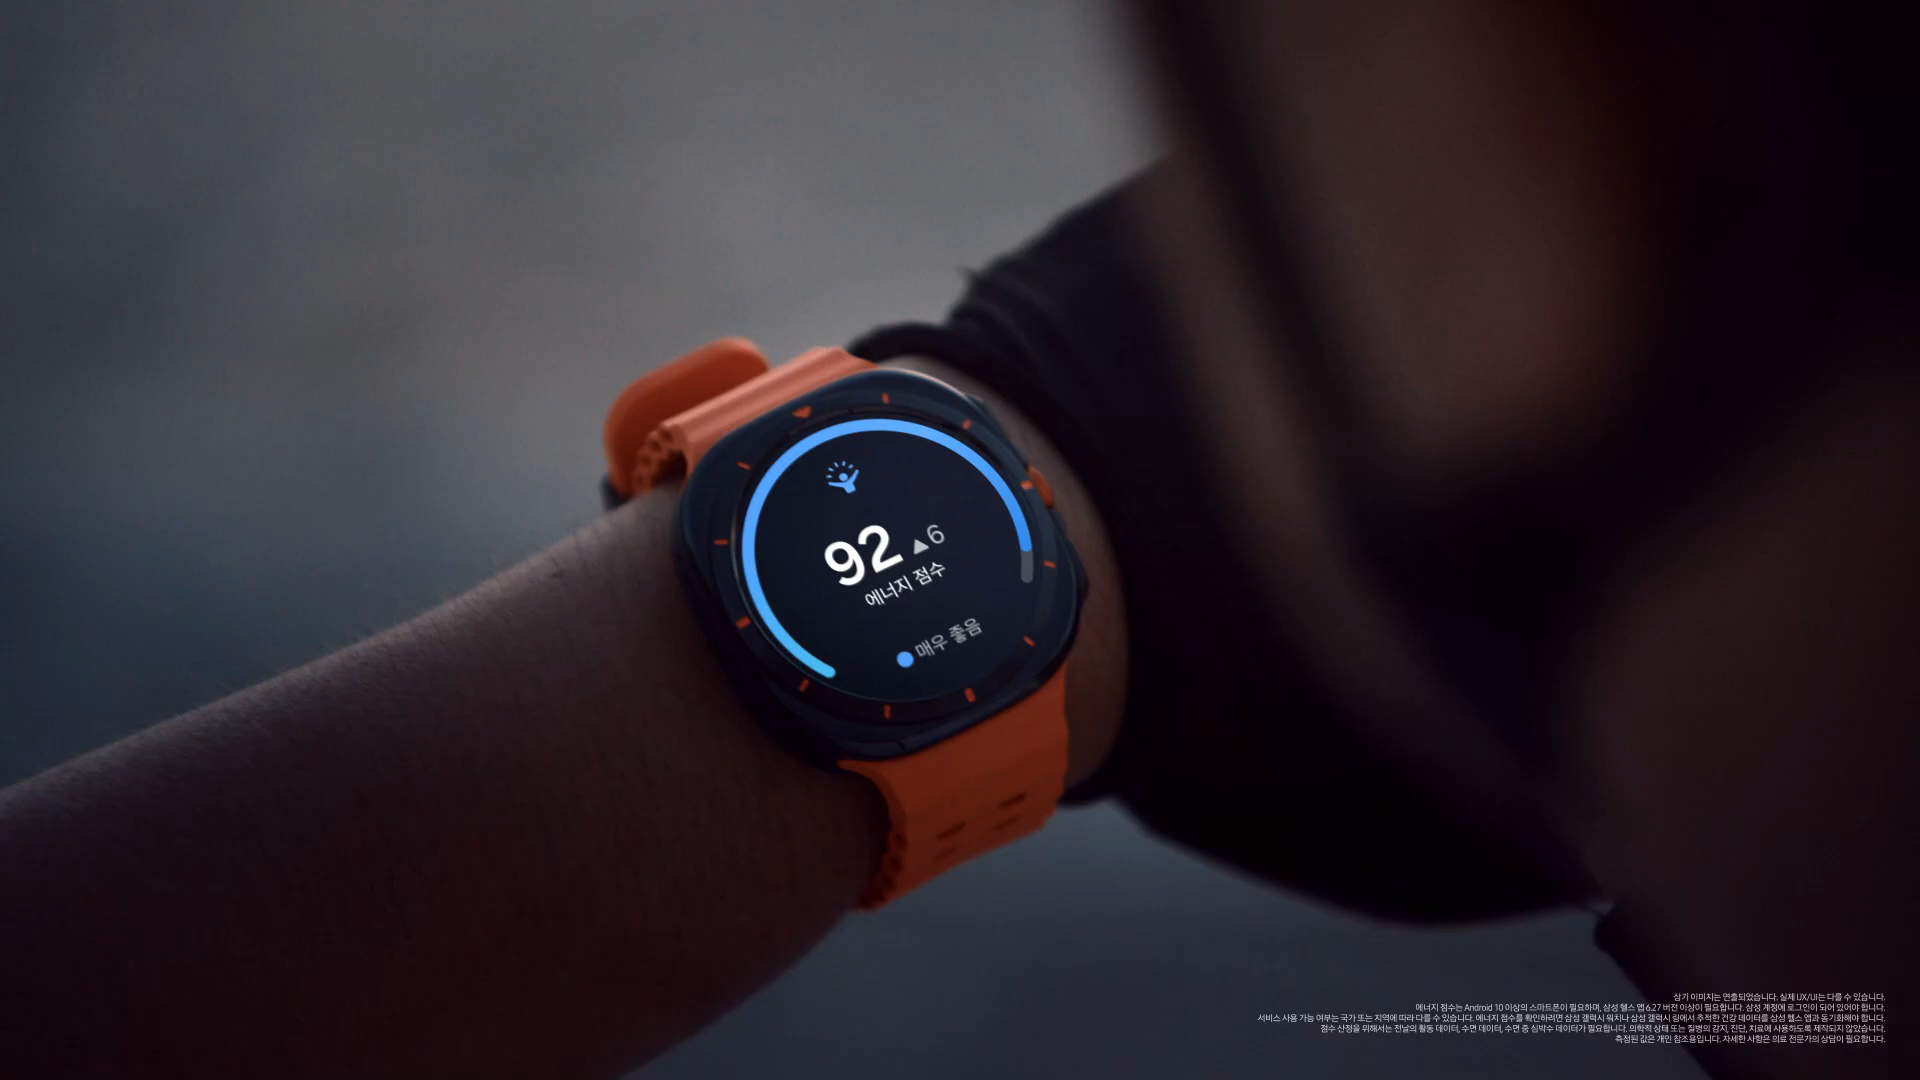 92 ▲6
에너지 점수
매우 좋음
상기 이미지는 연출되었습니다. 실제 UX/UI는 다를 수 있습니다.
에너지 점수는 Android 10 이상의 스마트폰이 필요하며, 삼성 헬스 앱 6.27 버전 이상이 필요합니다. 삼성 계정에 로그인이 되어 있어야 합니다.
서비스 사용 가능 여부는 국가 또는 지역에 따라 다를 수 있습니다. 에너지 점수를 확인하려면 삼성 갤럭시 워치나 삼성 갤럭시 링에서 추적한 건강 데이터를 삼성 헬스 앱과 동기화해야 합니다.
점수 산정을 위해서는 전날의 활동 데이터, 수면 데이터, 수면 중 심박수 데이터가 필요합니다. 의학적 상태 또는 질병의 감지, 진단, 치료에 사용하도록 제작되지 않았습니다.
측정된 값은 개인 참조용입니다. 자세한 사항은 의료 전문가의 상담이 필요합니다.